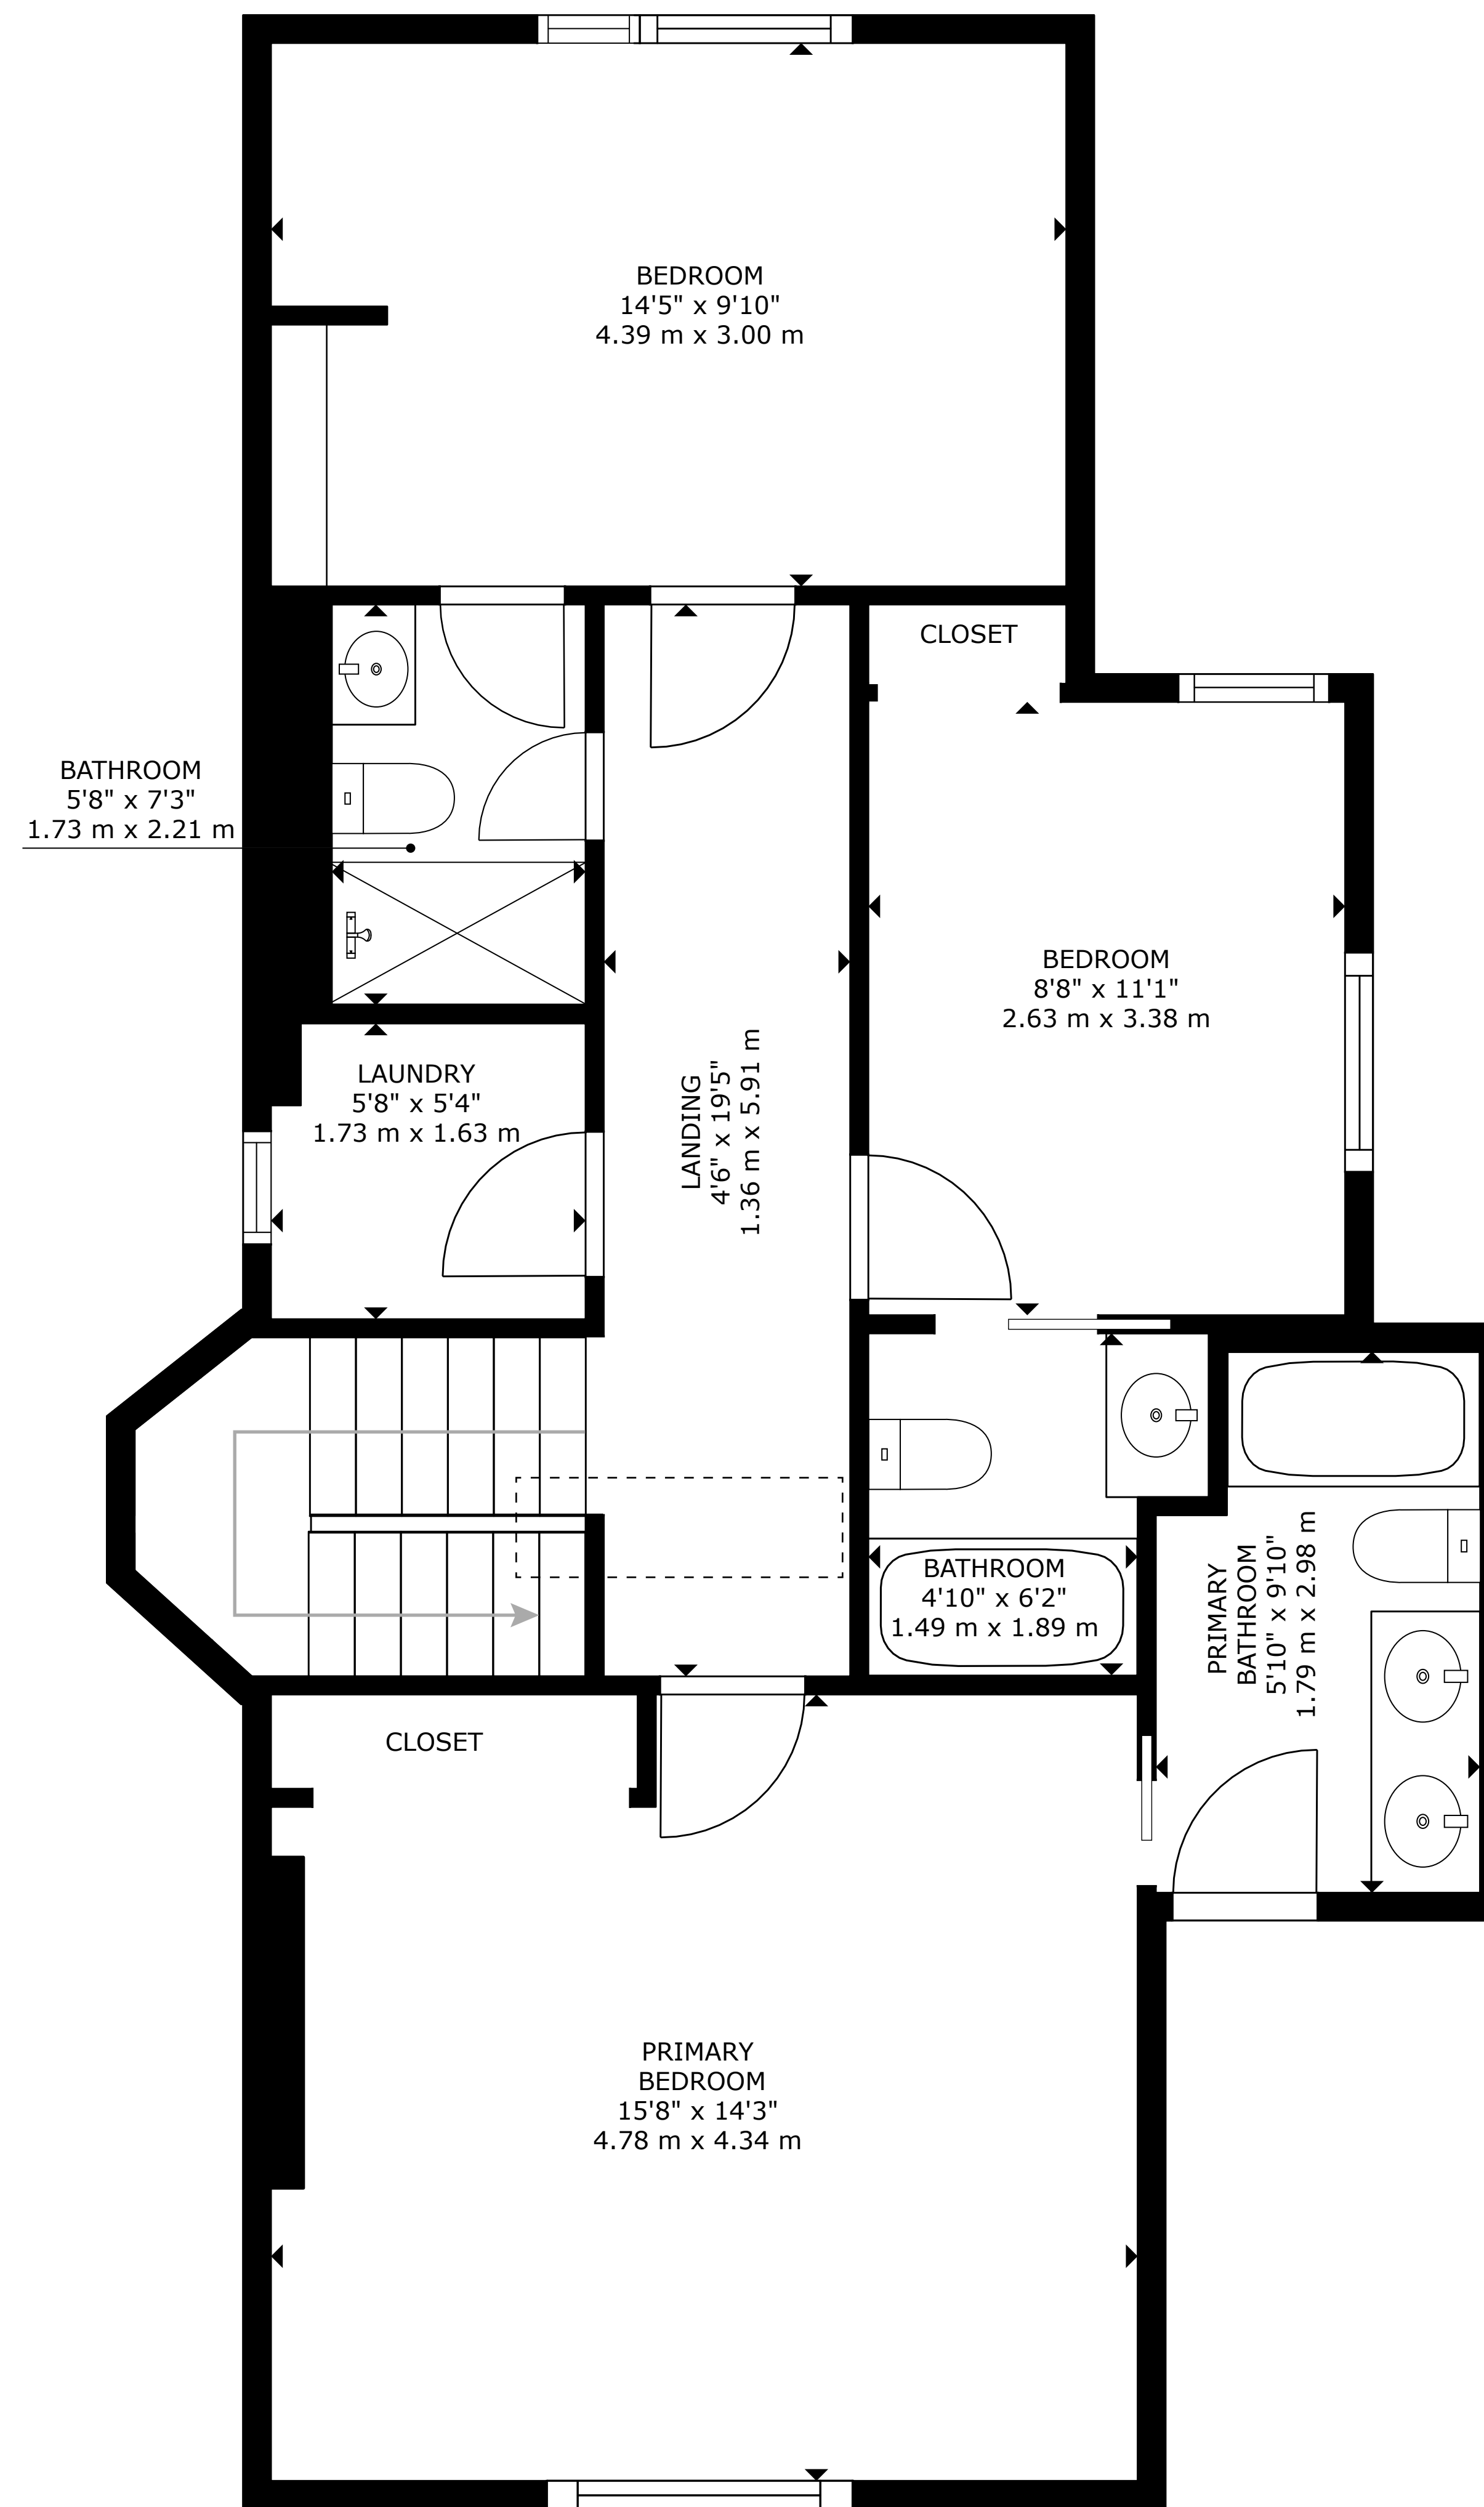 BEDROOM
14'5" x 9'10"
4.39 m x 3.00 m
CLOSET
BATHROOM
5'8" x 7'3"
1.73 m x 2.21 m
BEDROOM
8'8" x 11'1"
2.63 m x 3.38 m
LAUNDRY
5'8" x 5'4"
1.73 m x 1.63 m
LANDING
4'6" x 19'5"
1.36 m x 5.91 m
BATHROOM
4'10" x 6'2"
1.49 m x 1.89 m
PRIMARY
BATHROOM
5'10" x 9'10"
1.79 m x 2.98 m
CLOSET
PRIMARY
BEDROOM
15'8" x 14'3"
4.78 m x 4.34 m